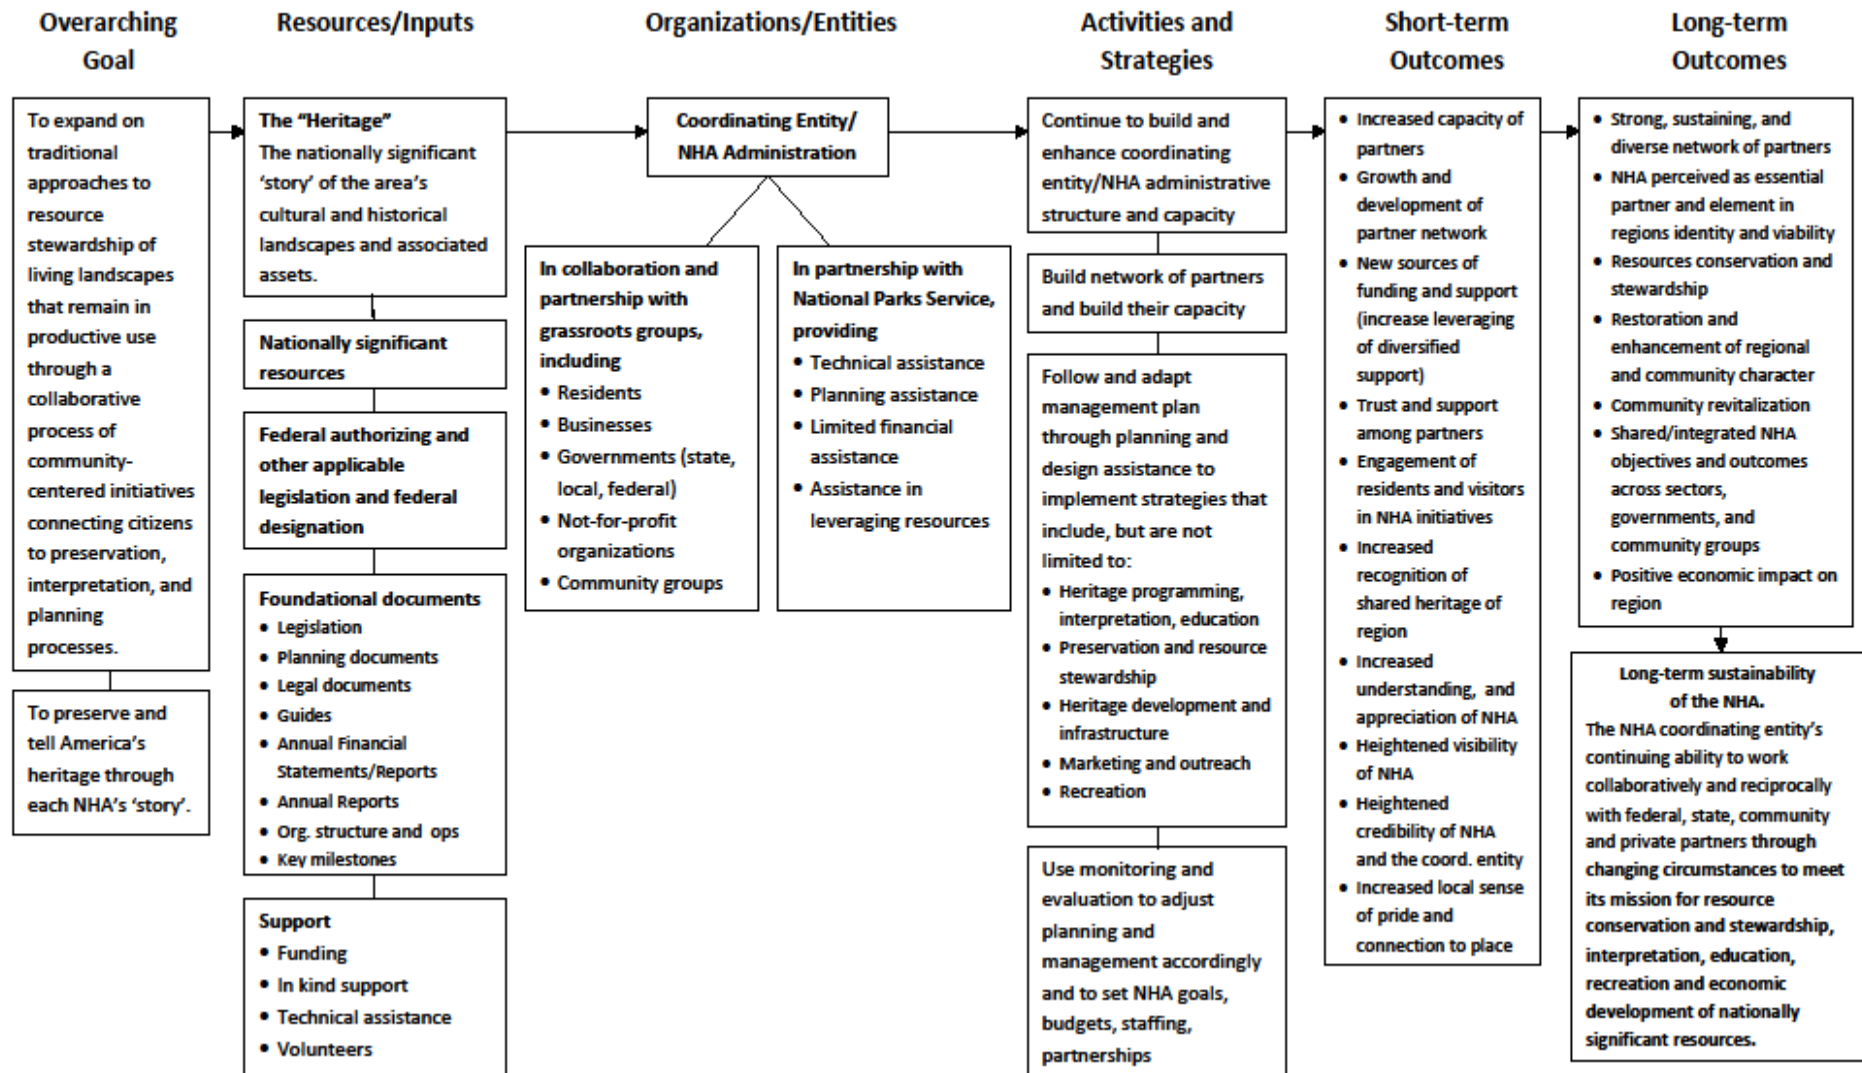 Overarching
Goal
Resources/Inputs
Organizations/Entities
Activities and
Strategies
Short-term
Outcomes
Long-term
Outcomes
To expand on
traditional
approaches to
resource
stewardship of
living landscapes
that remain in
productive use
through a
collaborative
process of
community-
centered initiatives
connecting citizens
to preservation,
interpretation, and
planning
processes.
To preserve and
tell America's
heritage through
each NHA's 'story'.
The "Heritage"
The nationally significant
'story' of the area's
cultural and historical
landscapes and associated
assets.
Nationally significant
resources
Federal authorizing and
other applicable
legislation and federal
designation
Foundational documents
• Legislation
• Planning documents
• Legal documents
• Guides
• Annual Financial
Statements/Reports
• Annual Reports
• Org. structure and ops
• Key milestones
Support
• Funding
• In kind support
• Technical assistance
• Volunteers
Coordinating Entity/
NHA Administration
In collaboration and
partnership with
grassroots groups,
including
• Residents
• Businesses
• Governments (state,
local, federal)
• Not-for-profit
organizations
• Community groups
In partnership with
National Parks Service,
providing
• Technical assistance
• Planning assistance
• Limited financial
assistance
• Assistance in
leveraging resources
Continue to build and
enhance coordinating
entity/NHA administrative
structure and capacity
Build network of partners
and build their capacity
Follow and adapt
management plan
through planning and
design assistance to
implement strategies that
include, but are not
limited to:
• Heritage programming,
interpretation, education
• Preservation and resource
stewardship
• Heritage development and
infrastructure
• Marketing and outreach
• Recreation
Use monitoring and
evaluation to adjust
planning and
management accordingly
and to set NHA goals,
budgets, staffing,
partnerships
• Increased capacity of
partners
• Growth and
development of
partner network
• New sources of
funding and support
(increase leveraging
of diversified
support)
• Trust and support
among partners
• Engagement of
residents and visitors
in NHA initiatives
• Increased
recognition of
shared heritage of
region
• Increased
understanding, and
appreciation of NHA
• Heightened visibility
of NHA
• Heightened
credibility of NHA
and the coord. entity
• Increased local sense
of pride and
connection to place
• Strong, sustaining, and
diverse network of partners
• NHA perceived as essential
partner and element in
regions identity and viability
• Resources conservation and
stewardship
• Restoration and
enhancement of regional
and community character
• Community revitalization
• Shared/integrated NHA
objectives and outcomes
across sectors,
governments, and
community groups
• Positive economic impact on
region
Long-term sustainability
of the NHA.
The NHA coordinating entity's
continuing ability to work
collaboratively and reciprocally
with federal, state, community
and private partners through
changing circumstances to meet
its mission for resource
conservation and stewardship,
interpretation, education,
recreation and economic
development of nationally
significant resources.